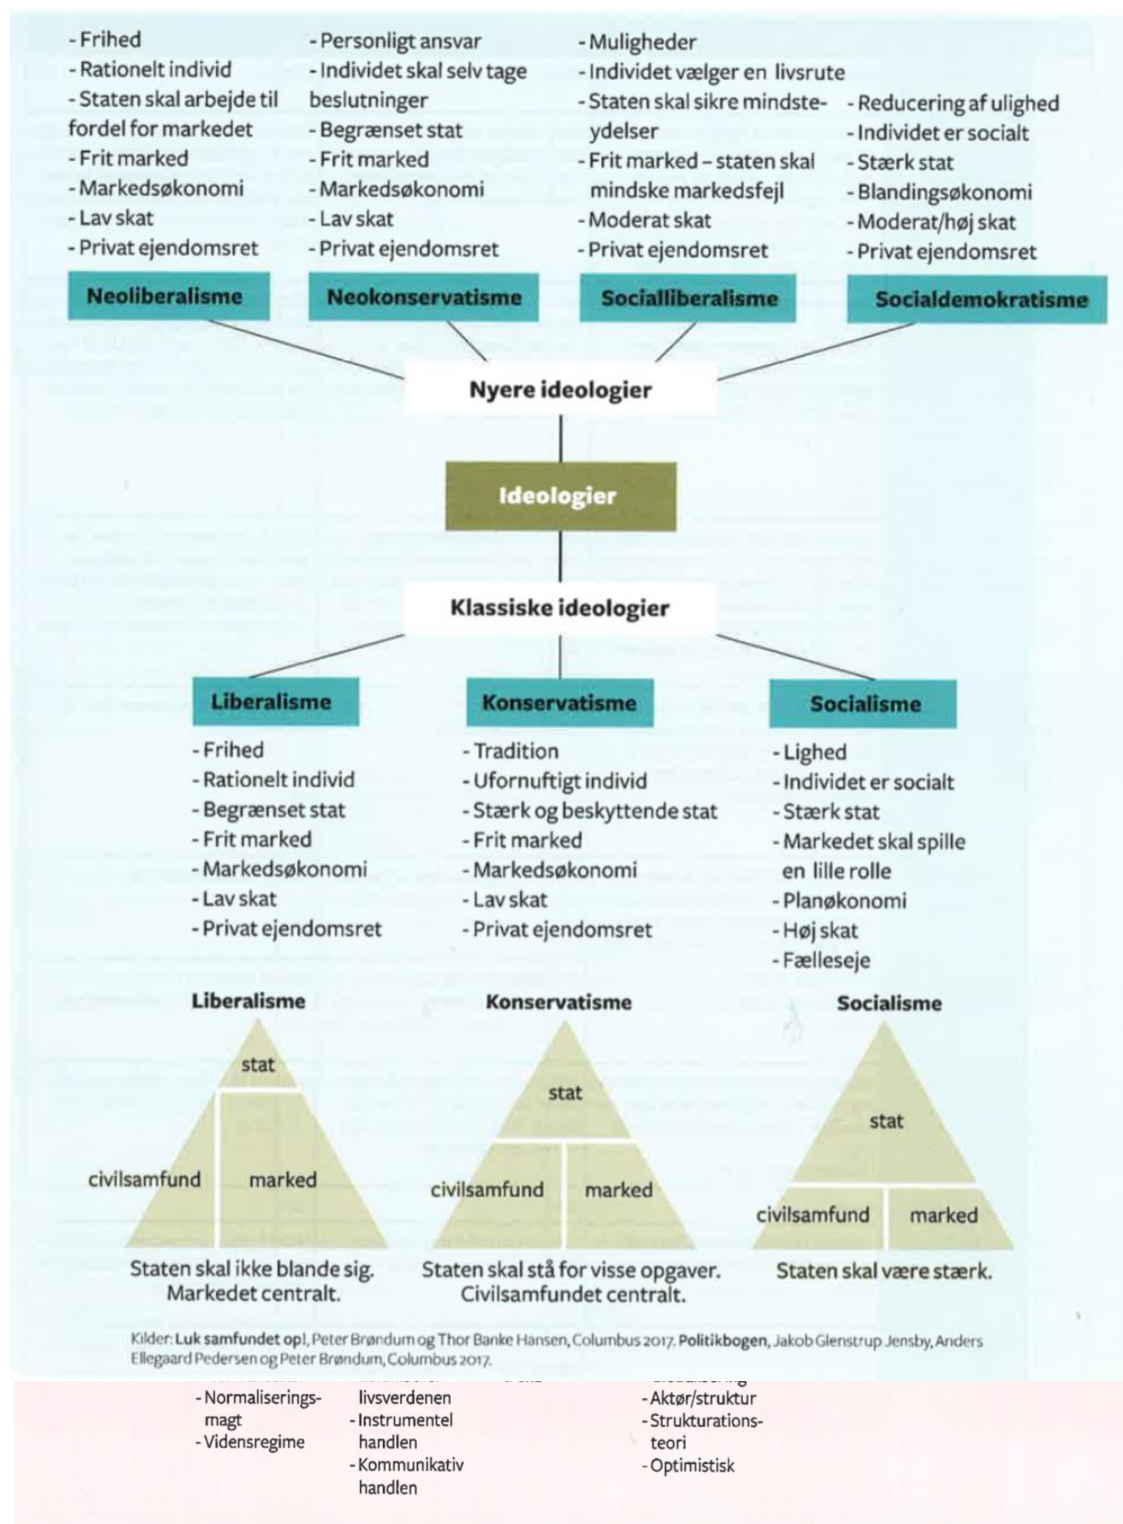 - Frihed
- Rationelt individ
- Staten skal arbejde til
fordel for markedet
- Frit marked
- Markedsøkonomi
- Lav skat
- Privat ejendomsret
Neoliberalisme
- Personligt ansvar
- Individet skal selv tage
beslutninger
- Begrænset stat
- Frit marked
- Markedsøkonomi
- Lav skat
- Privat ejendomsret
Neokonservatisme
- Muligheder
- Individet vælger en livsrute
- Staten skal sikre mindste-
ydelser
- Frit marked – staten skal
mindske markedsfejl
- Moderat skat
- Privat ejendomsret
Socialliberalisme
- Reducering af ulighed
- Individet er socialt
- Stærk stat
- Blandingsøkonomi
- Moderat/høj skat
- Privat ejendomsret
Socialdemokratisme
Nyere ideologier
Ideologier
Klassiske ideologier
Liberalisme
- Frihed
- Rationelt individ
- Begrænset stat
- Frit marked
- Markedsøkonomi
- Lav skat
- Privat ejendomsret
Konservatisme
- Tradition
- Ufornuftigt individ
- Stærk og beskyttende stat
- Frit marked
- Markedsøkonomi
- Lav skat
- Privat ejendomsret
Socialisme
- Lighed
- Individet er socialt
- Stærk stat
- Markedet skal spille
en lille rolle
- Planøkonomi
- Høj skat
- Fælleseje
Liberalisme
stat
civilsamfund
marked
Staten skal ikke blande sig.
Markedet centralt.
Konservatisme
stat
civilsamfund
marked
Staten skal stå for visse opgaver.
Civilsamfundet centralt.
Socialisme
stat
civilsamfund
marked
Staten skal være stærk.
Kilder: Luk samfundet op!, Peter Brøndum og Thor Banke Hansen, Columbus 2017. Politikbogen, Jakob Glenstrup Jensby, Anders
Ellegaard Pedersen og Peter Brøndum, Columbus 2017.
- Normaliserings-
magt
- Vidensregime
livsverdenen
- Instrumentel
handlen
- Kommunikativ
handlen
- Aktør/struktur
- Strukturations-
teori
- Optimistisk